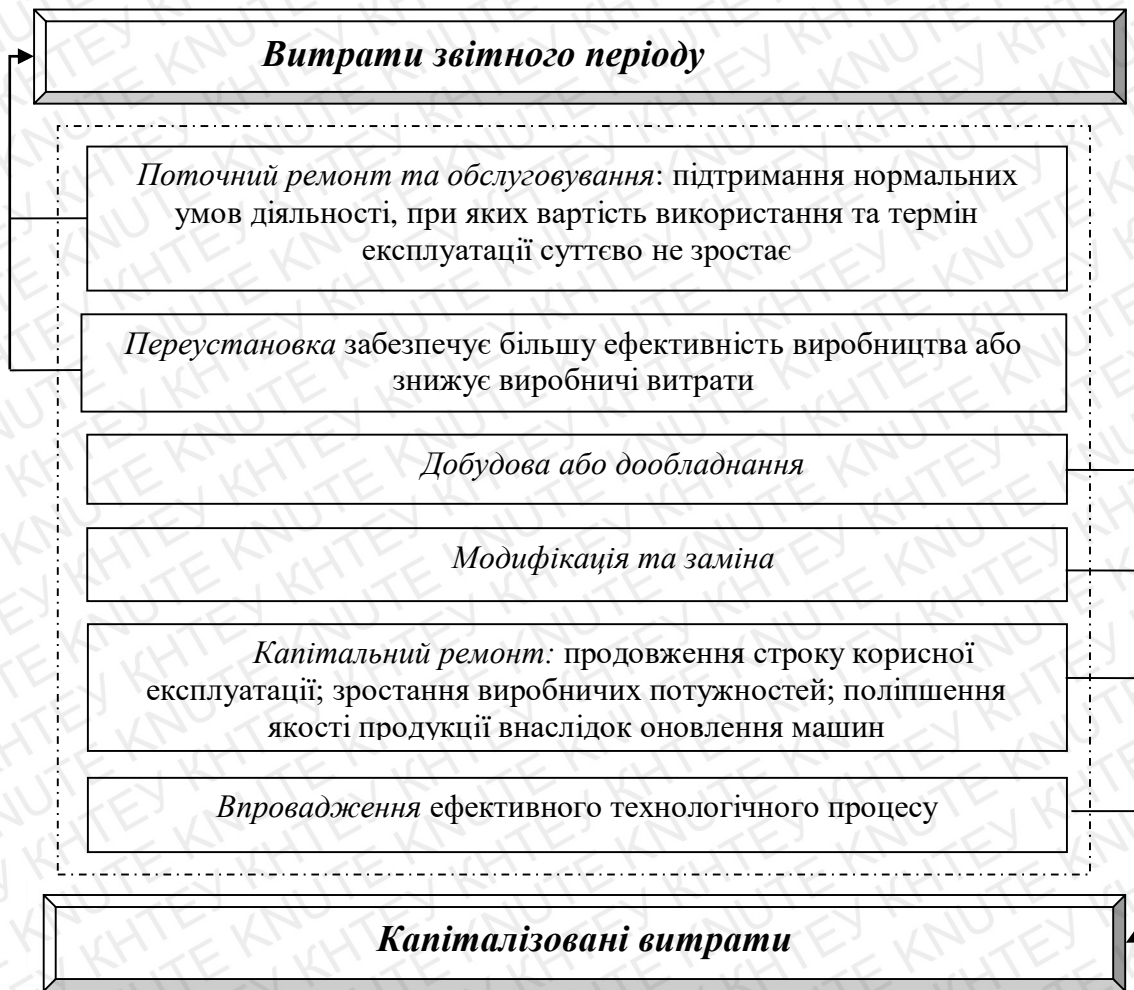 Витрати звітного періоду
Поточний ремонт та обслуговування: підтримання нормальних
умов діяльності, при яких вартість використання та термін
експлуатації суттєво не зростає
Переустановка забезпечує більшу ефективність виробництва або
знижує виробничі витрати
Добудова або дообладнання
Модифікація та заміна
Капітальний ремонт: продовження строку корисної
експлуатації; зростання виробничих потужностей; поліпшення
якості продукції внаслідок оновлення машин
Впровадження ефективного технологічного процесу
Капіталізовані витрати